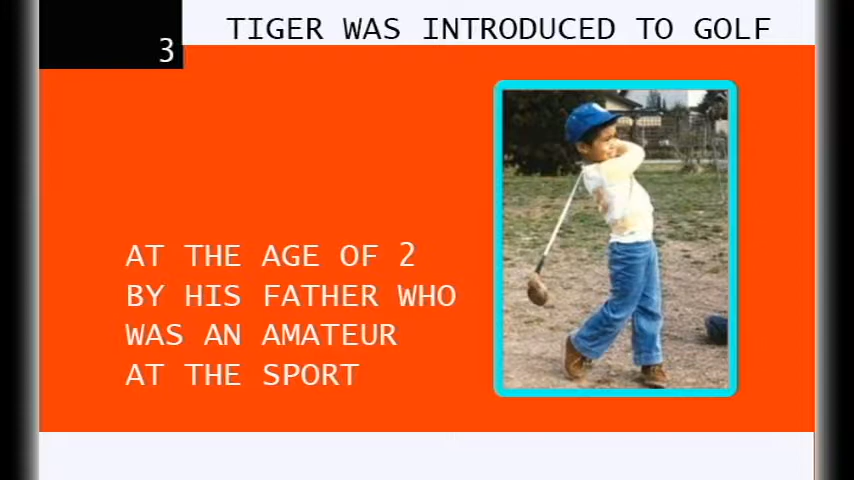 TIGER WAS INTRODUCED TO GOLF
3
AT THE AGE OF 2
BY HIS FATHER WHO
WAS AN AMATEUR
AT THE SPORT